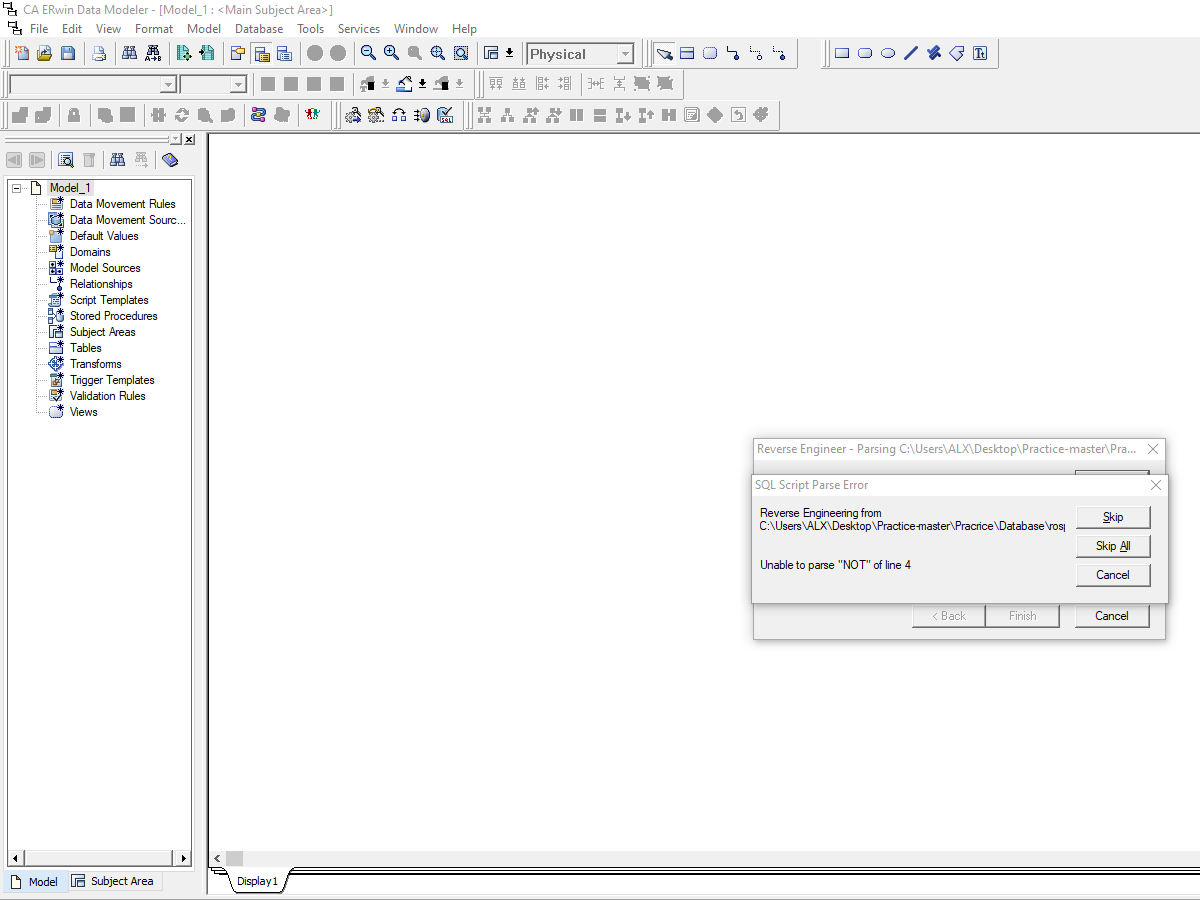 CA ERwin Data Modeler - [Model_1 : <Main Subject Area>]
File Edit View Format Model Database Tools Services Window Help
Physical
Model_1
Data Movement Rules
Data Movement Sourc...
Default Values
Domains
Model Sources
Relationships
Script Templates
Stored Procedures
Subject Areas
Tables
Transforms
Trigger Templates
Validation Rules
Views
Reverse Engineer - Parsing C:\Users\ALX\Desktop\Practice-master\Pra...
SQL Script Parse Error
Reverse Engineering from
C:\Users\ALX\Desktop\Practice-master\Pracrice\Database\rosp
Unable to parse "NOT" of line 4
Skip
Skip All
Cancel
< Back Finish Cancel
Model Subject Area
Display1